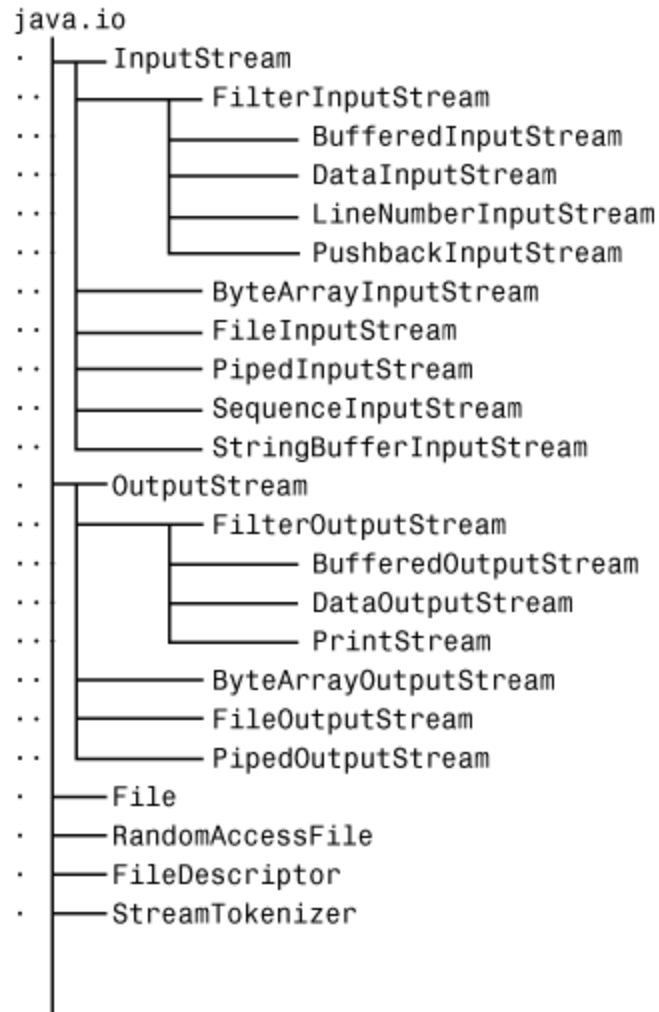 java.io
InputStream
FilterInputStream
BufferedInputStream
DataInputStream
LineNumberInputStream
PushbackInputStream
ByteArrayInputStream
FileInputStream
PipedInputStream
SequenceInputStream
StringBufferInputStream
OutputStream
FilterOutputStream
BufferedOutputStream
DataOutputStream
PrintStream
ByteArrayOutputStream
FileOutputStream
PipedOutputStream
File
RandomAccessFile
FileDescriptor
StreamTokenizer